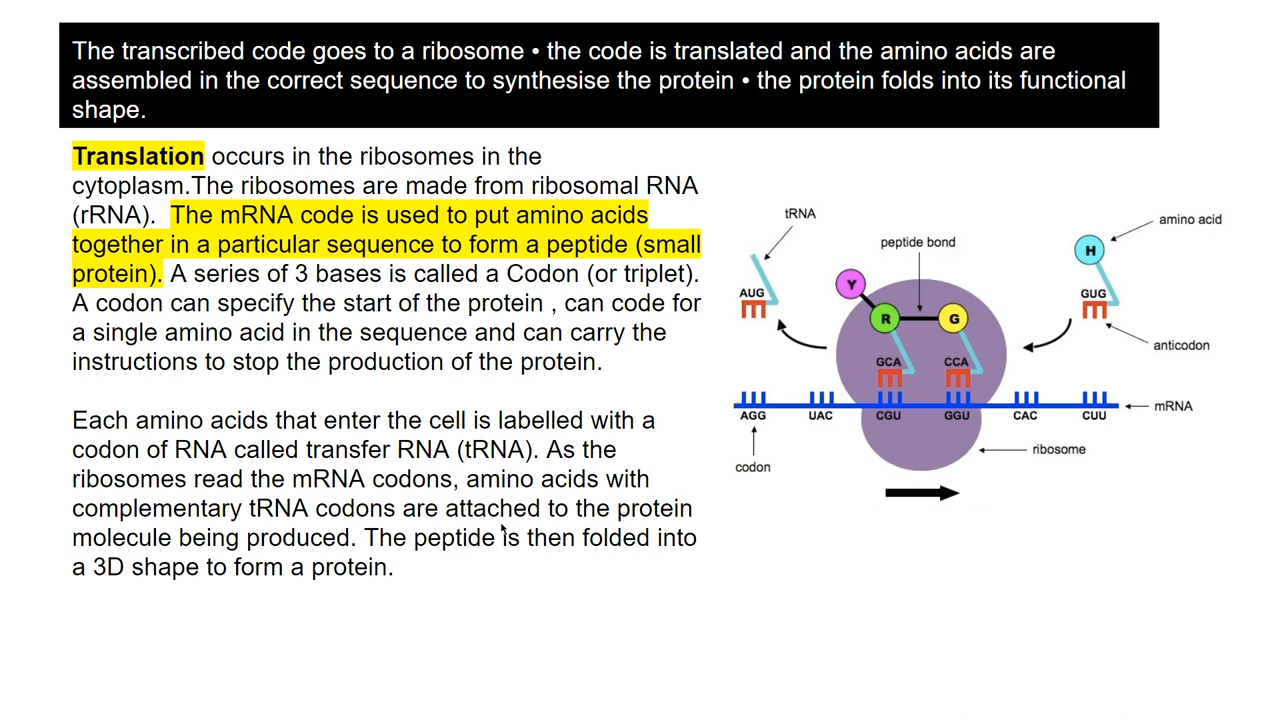 The transcribed code goes to a ribosome • the code is translated and the amino acids are
assembled in the correct sequence to synthesise the protein • the protein folds into its functional
shape.
Translation occurs in the ribosomes in the
cytoplasm.The ribosomes are made from ribosomal RNA
(rRNA). The mRNA code is used to put amino acids
together in a particular sequence to form a peptide (small
protein). A series of 3 bases is called a Codon (or triplet).
A codon can specify the start of the protein , can code for
a single amino acid in the sequence and can carry the
instructions to stop the production of the protein.
Each amino acids that enter the cell is labelled with a
codon of RNA called transfer RNA (tRNA). As the
ribosomes read the mRNA codons, amino acids with
complementary tRNA codons are attached to the protein
molecule being produced. The peptide is then folded into
a 3D shape to form a protein.
tRNA
amino acid
peptide bond
H
Y
AUG
GUG
R
G
anticodon
GCA
CCA
mRNA
AGG
UAC
CGU
GGU
CAC
CUU
ribosome
codon